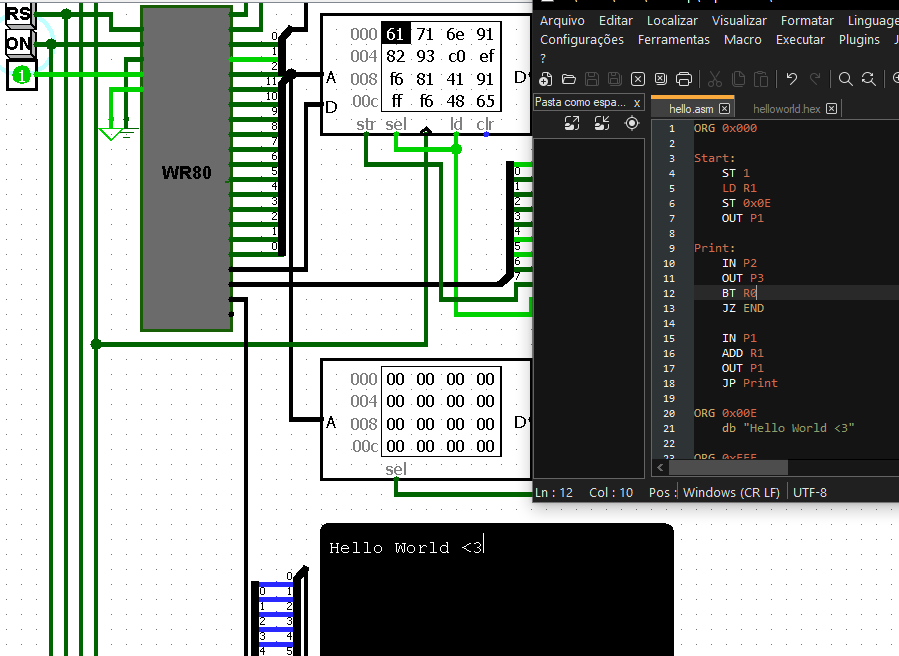 RS
ON
1
WR80
0
1
2
11
10
9
8
7
6
5
4
3
2
1
0
000 61 71 6e 91
004 82 93 c0 ef
008 f6 81 41 91
00c ff f6 48 65
A
D
D
str sel ld clr
0
1
2
3
4
5
6
7
000 00 00 00 00
004 00 00 00 00
008 00 00 00 00
00c 00 00 00 00
A
D
sel
Hello World <3
0
0 1
1 2
2 3
3 4
4 5
Arquivo Editar Localizar Visualizar Formatar Linguage
Configurações Ferramentas Macro Executar Plugins J
?
Pasta como espa... x
hello.asm
helloworld.hex
1 ORG 0x000
2
3 Start:
4 ST 1
5 LD R1
6 ST 0x0E
7 OUT P1
8
9 Print:
10 IN P2
11 OUT P3
12 BT R0
13 JZ END
14
15 IN P1
16 ADD R1
17 OUT P1
18 JP Print
19
20 ORG 0x00E
21 db "Hello World <3"
22
23 ORG 0xFFF
Ln : 12 Col : 10 Pos : Windows (CR LF) UTF-8